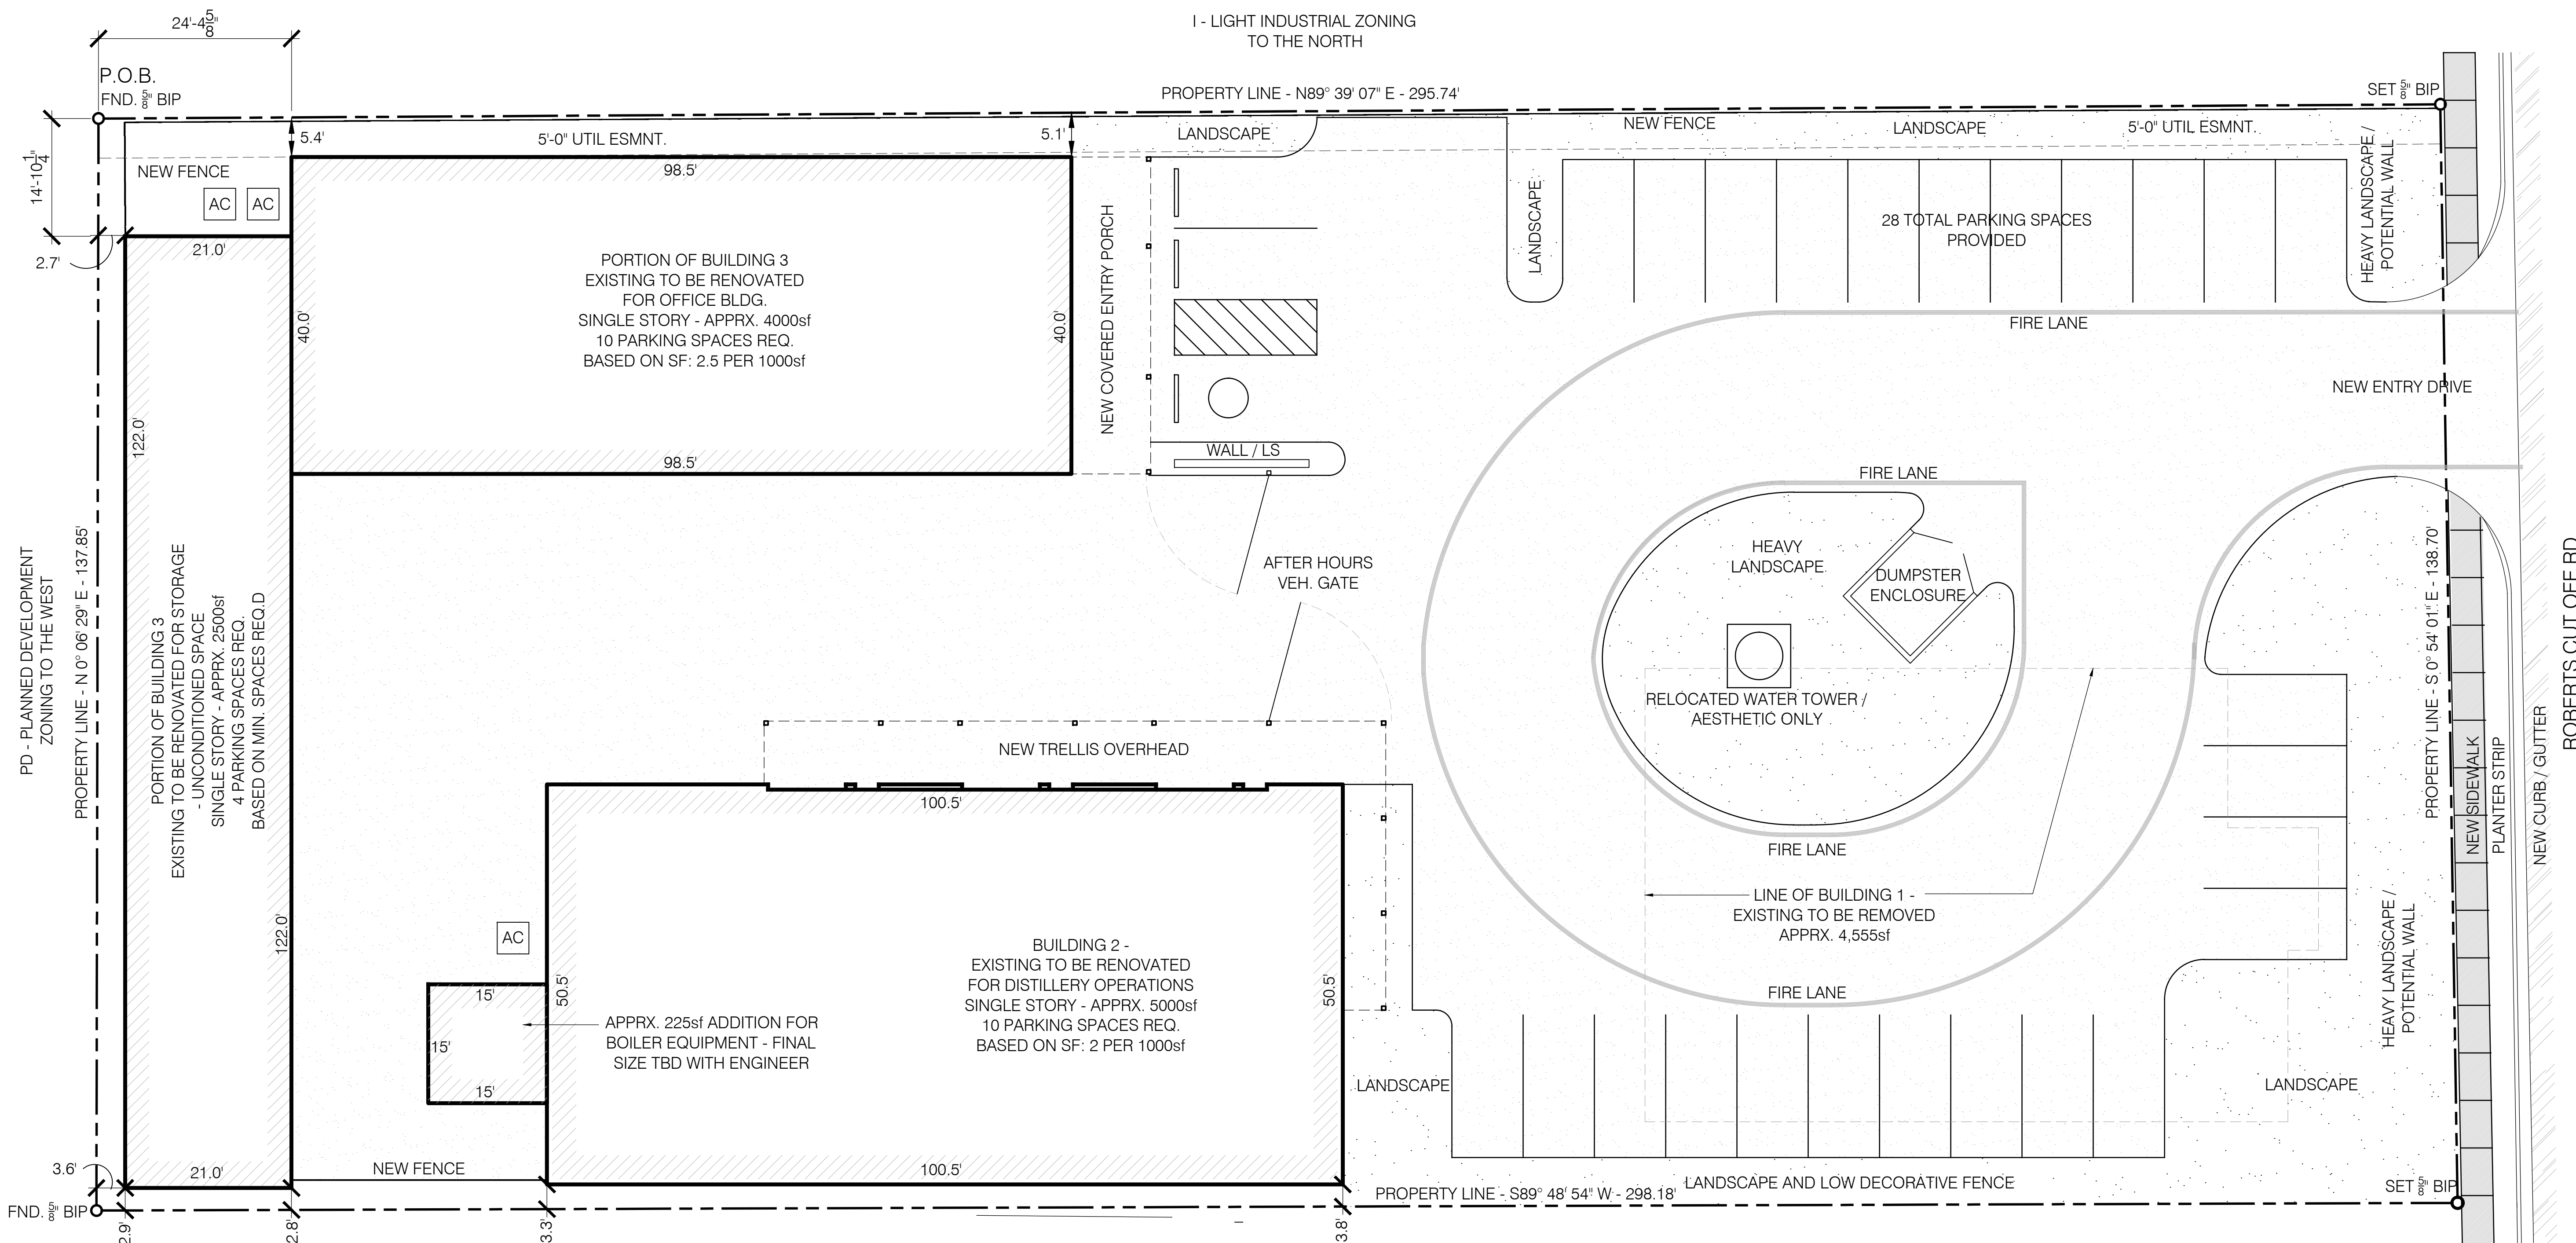 I - LIGHT INDUSTRIAL ZONING
TO THE NORTH
24'-4 5/8"
P.O.B.
FND. 5/8" BIP
PROPERTY LINE - N89° 39' 07" E - 295.74'
SET 5/8" BIP
14'-10 1/4"
5.4'
5'-0" UTIL ESMNT.
5.1'
LANDSCAPE
NEW FENCE
LANDSCAPE
5'-0" UTIL ESMNT.
NEW FENCE
AC
AC
98.5'
2.7'
21.0'
40.0'
40.0'
PORTION OF BUILDING 3
EXISTING TO BE RENOVATED
FOR OFFICE BLDG.
SINGLE STORY - APPRX. 4000sf
10 PARKING SPACES REQ.
BASED ON SF: 2.5 PER 1000sf
98.5'
NEW COVERED ENTRY PORCH
WALL / LS
LANDSCAPE
28 TOTAL PARKING SPACES
PROVIDED
HEAVY LANDSCAPE /
POTENTIAL WALL
FIRE LANE
NEW ENTRY DRIVE
FIRE LANE
122.0'
PD - PLANNED DEVELOPMENT
ZONING TO THE WEST
PROPERTY LINE - N 0° 06' 29" E - 137.85'
PORTION OF BUILDING 3
EXISTING TO BE RENOVATED FOR STORAGE
- UNCONDITIONED SPACE
SINGLE STORY - APPRX. 2500sf
4 PARKING SPACES REQ.
BASED ON MIN. SPACES REQ.D
122.0'
AFTER HOURS
VEH. GATE
HEAVY
LANDSCAPE
DUMPSTER
ENCLOSURE
RELOCATED WATER TOWER /
AESTHETIC ONLY
FIRE LANE
PROPERTY LINE - S 0° 54' 01" E - 138.70'
NEW SIDEWALK
PLANTER STRIP
NEW CURB / GUTTER
ROBERTS CUT OFF RD.
NEW TRELLIS OVERHEAD
100.5'
AC
15'
15'
15'
50.5'
50.5'
APPRX. 225sf ADDITION FOR
BOILER EQUIPMENT - FINAL
SIZE TBD WITH ENGINEER
BUILDING 2 -
EXISTING TO BE RENOVATED
FOR DISTILLERY OPERATIONS
SINGLE STORY - APPRX. 5000sf
10 PARKING SPACES REQ.
BASED ON SF: 2 PER 1000sf
LINE OF BUILDING 1 -
EXISTING TO BE REMOVED
APPRX. 4,555sf
FIRE LANE
HEAVY LANDSCAPE /
POTENTIAL WALL
LANDSCAPE
LANDSCAPE
3.6'
21.0'
NEW FENCE
100.5'
LANDSCAPE AND LOW DECORATIVE FENCE
PROPERTY LINE - S89° 48' 54" W - 298.18'
SET 5/8" BIP
FND. 5/8" BIP
2.9'
2.8'
3.3'
3.8'